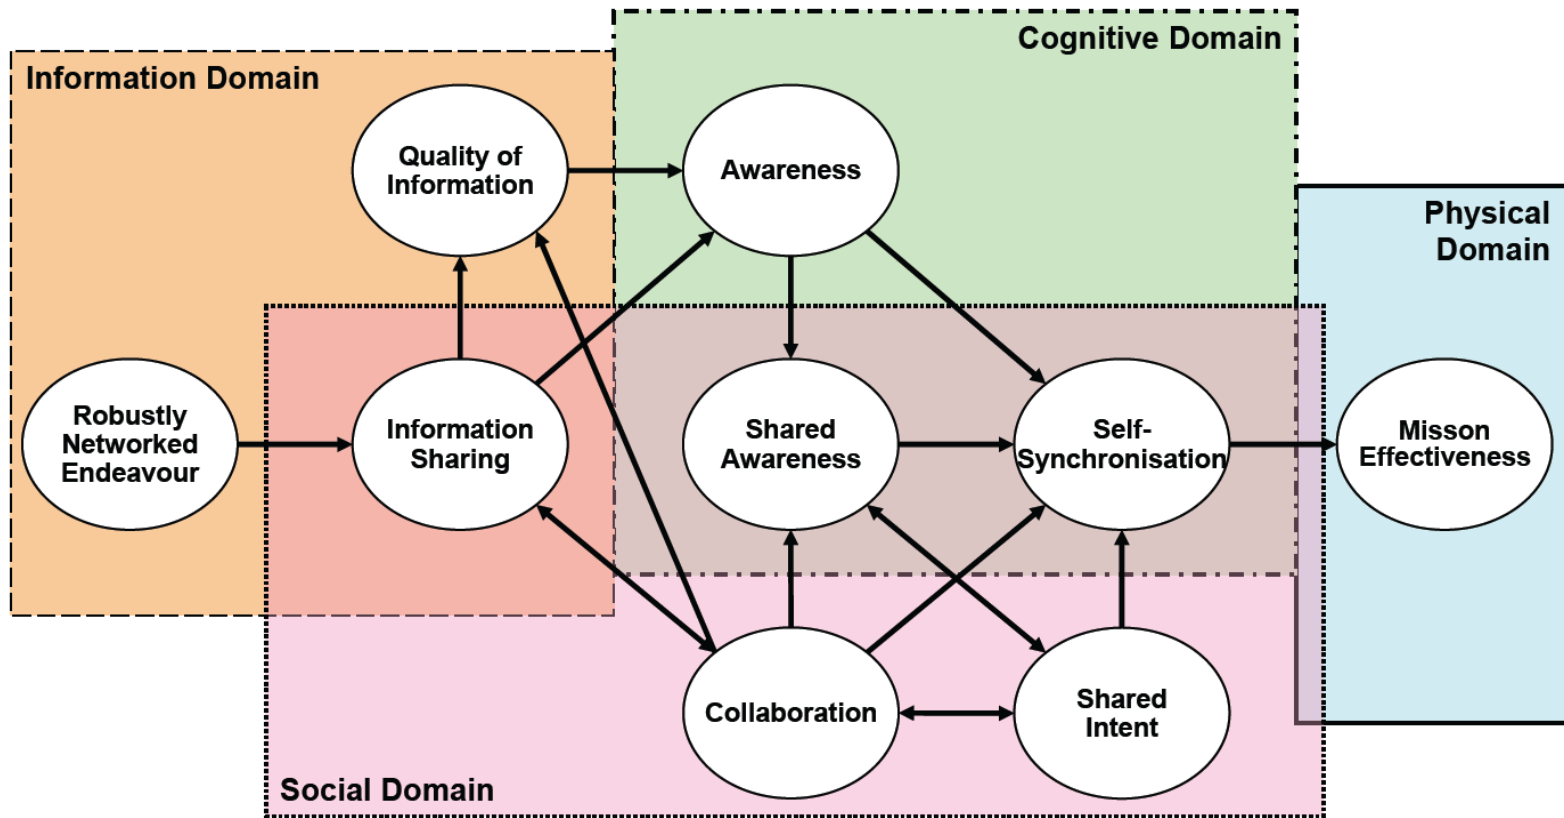 Cognitive Domain
Information Domain
Quality of
Information
Awareness
Physical
Domain
Robustly
Networked
Endeavour
Information
Sharing
Shared
Awareness
Self-
Synchronisation
Misson
Effectiveness
Collaboration
Shared
Intent
Social Domain